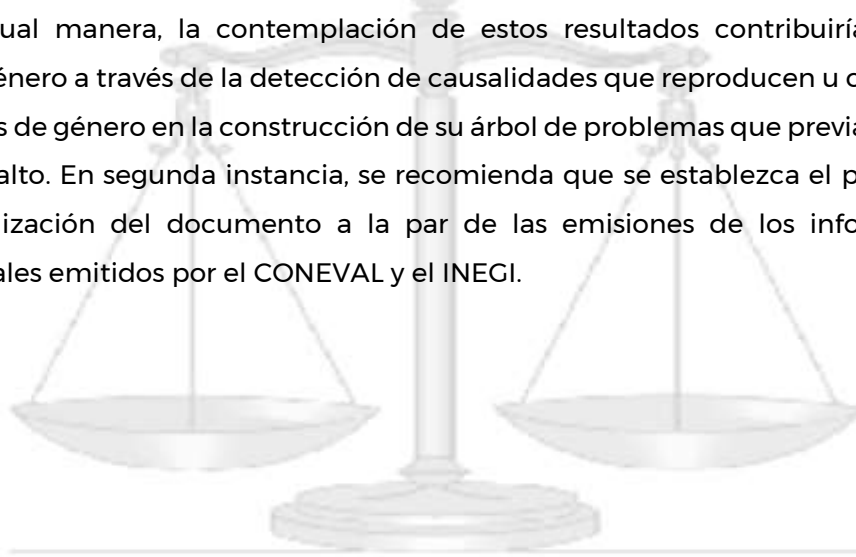 ual manera, la contemplación de estos resultados contribuiría
énero a través de la detección de causalidades que reproducen u o
s de género en la construcción de su árbol de problemas que previa
alto. En segunda instancia, se recomienda que se establezca el p
ización del documento a la par de las emisiones de los info
ales emitidos por el CONEVAL y el INEGI.